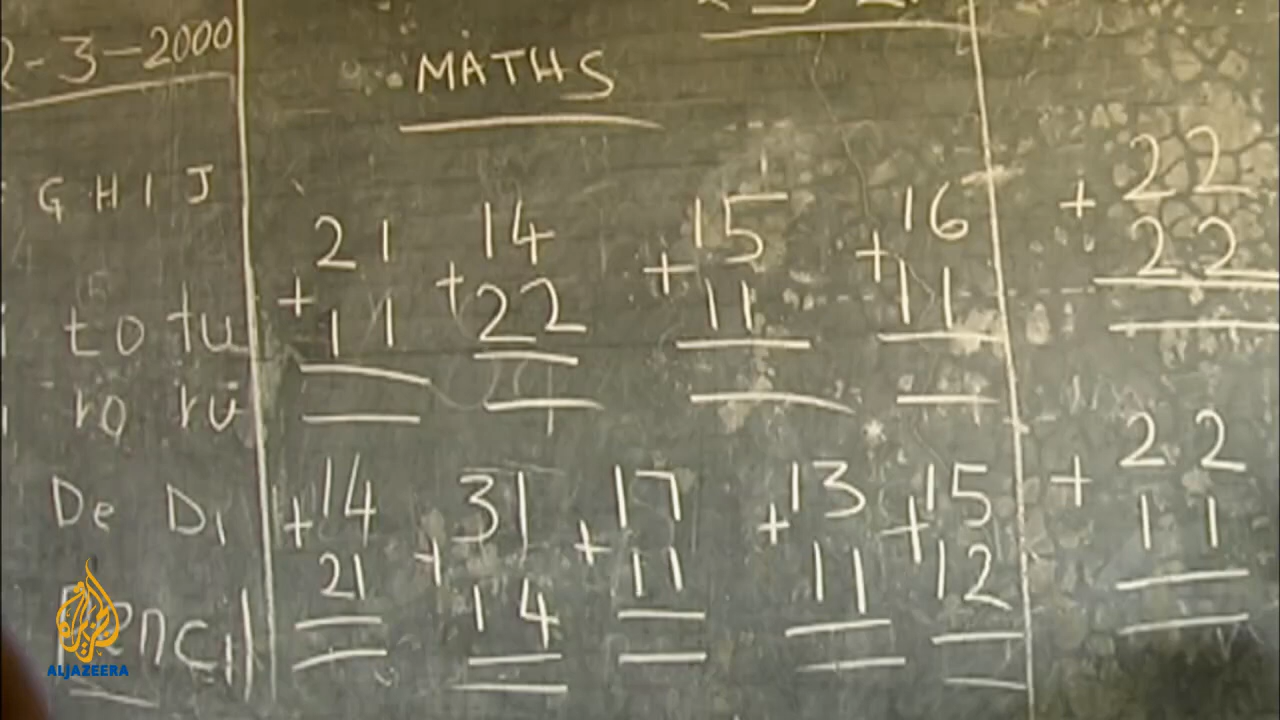 2-3-2000
MATHS
G H I J
to tu
ro ru
De Di
Pencil
21 14 15 16 + 22
+ 11 + 22 + 11 + 11 22
+ 14 + 31 + 17 + 13 + 15 + 22
21 14 11 11 12 11
ALJAZEERA